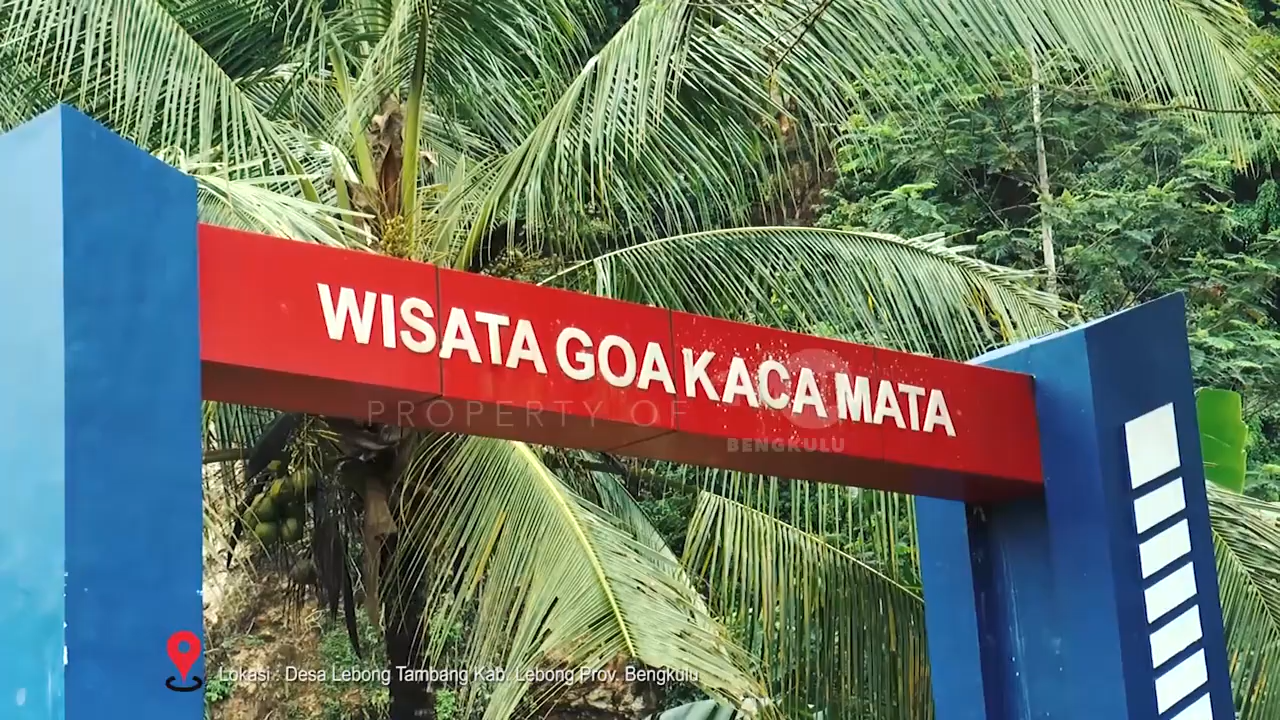 WISATA GOA KACA MATA
PROPERTY OF
BENGKULU
Lokasi : Desa Lebong Tambang Kab. Lebong Prov. Bengkulu